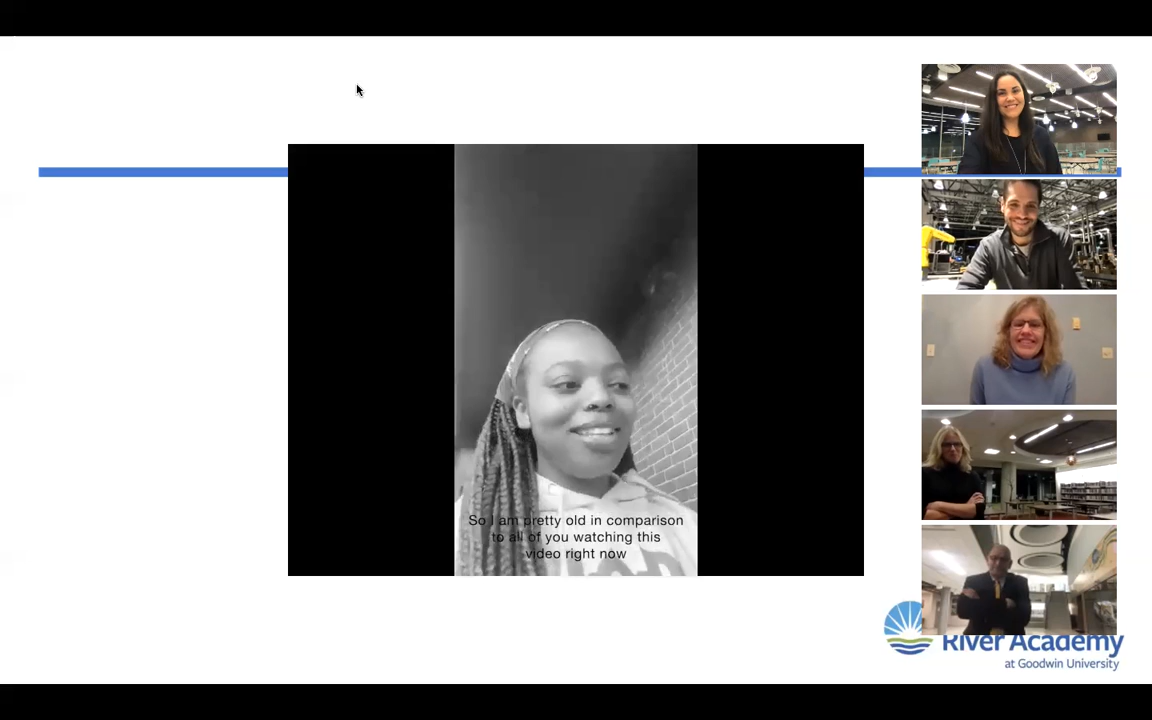 So I am pretty old in comparison
to all of you watching this
video right now
River Academy
at Goodwin University